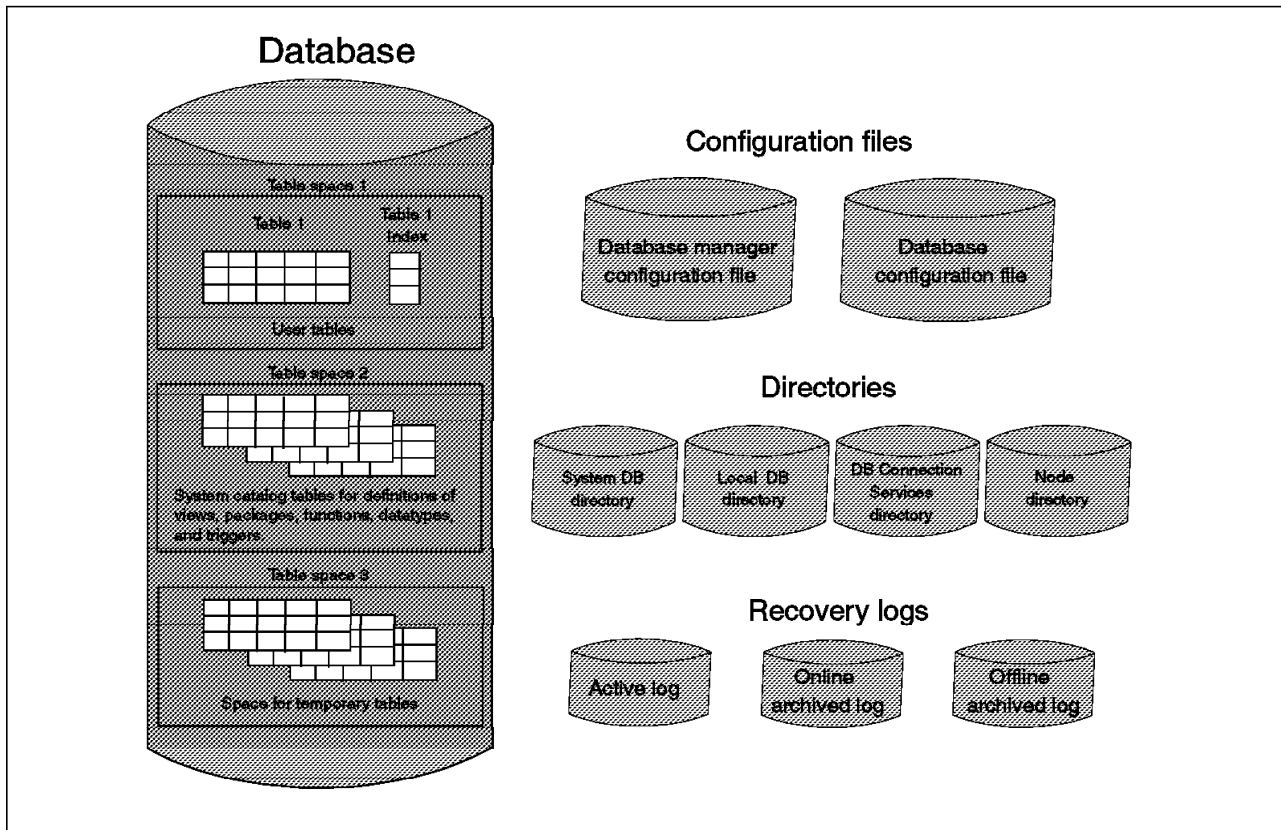 Database
Table space 1
Table 1
Table 1
Index
User tables
Table space 2
System catalog tables for definitions of
views, packages, functions, datatypes,
and triggers.
Table space 3
Space for temporary tables
Configuration files
Database manager
configuration file
Database
configuration file
Directories
System DB
directory
Local DB
directory
DB Connection
Services
directory
Node
directory
Recovery logs
Active log
Online
archived log
Offline
archived log